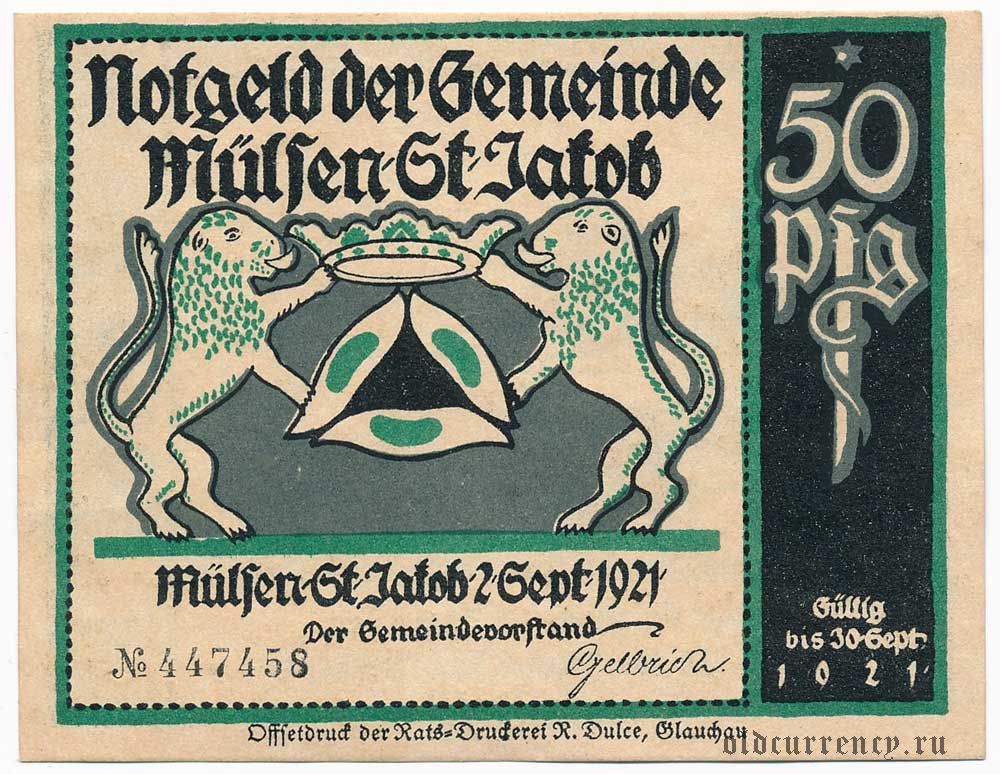 Notgeld der Gemeinde
Mülsen-St-Jakob
50
Pfg
Mülsen-St-Jakob-2-Sept-1921
Der Gemeindevorstand
№ 447458
Gelbrich.
Gültig
bis 30-Sept.
1921
Offsetdruck der Rats=Druckerei R. Dulce, Glauchau
oldcurrency.ru